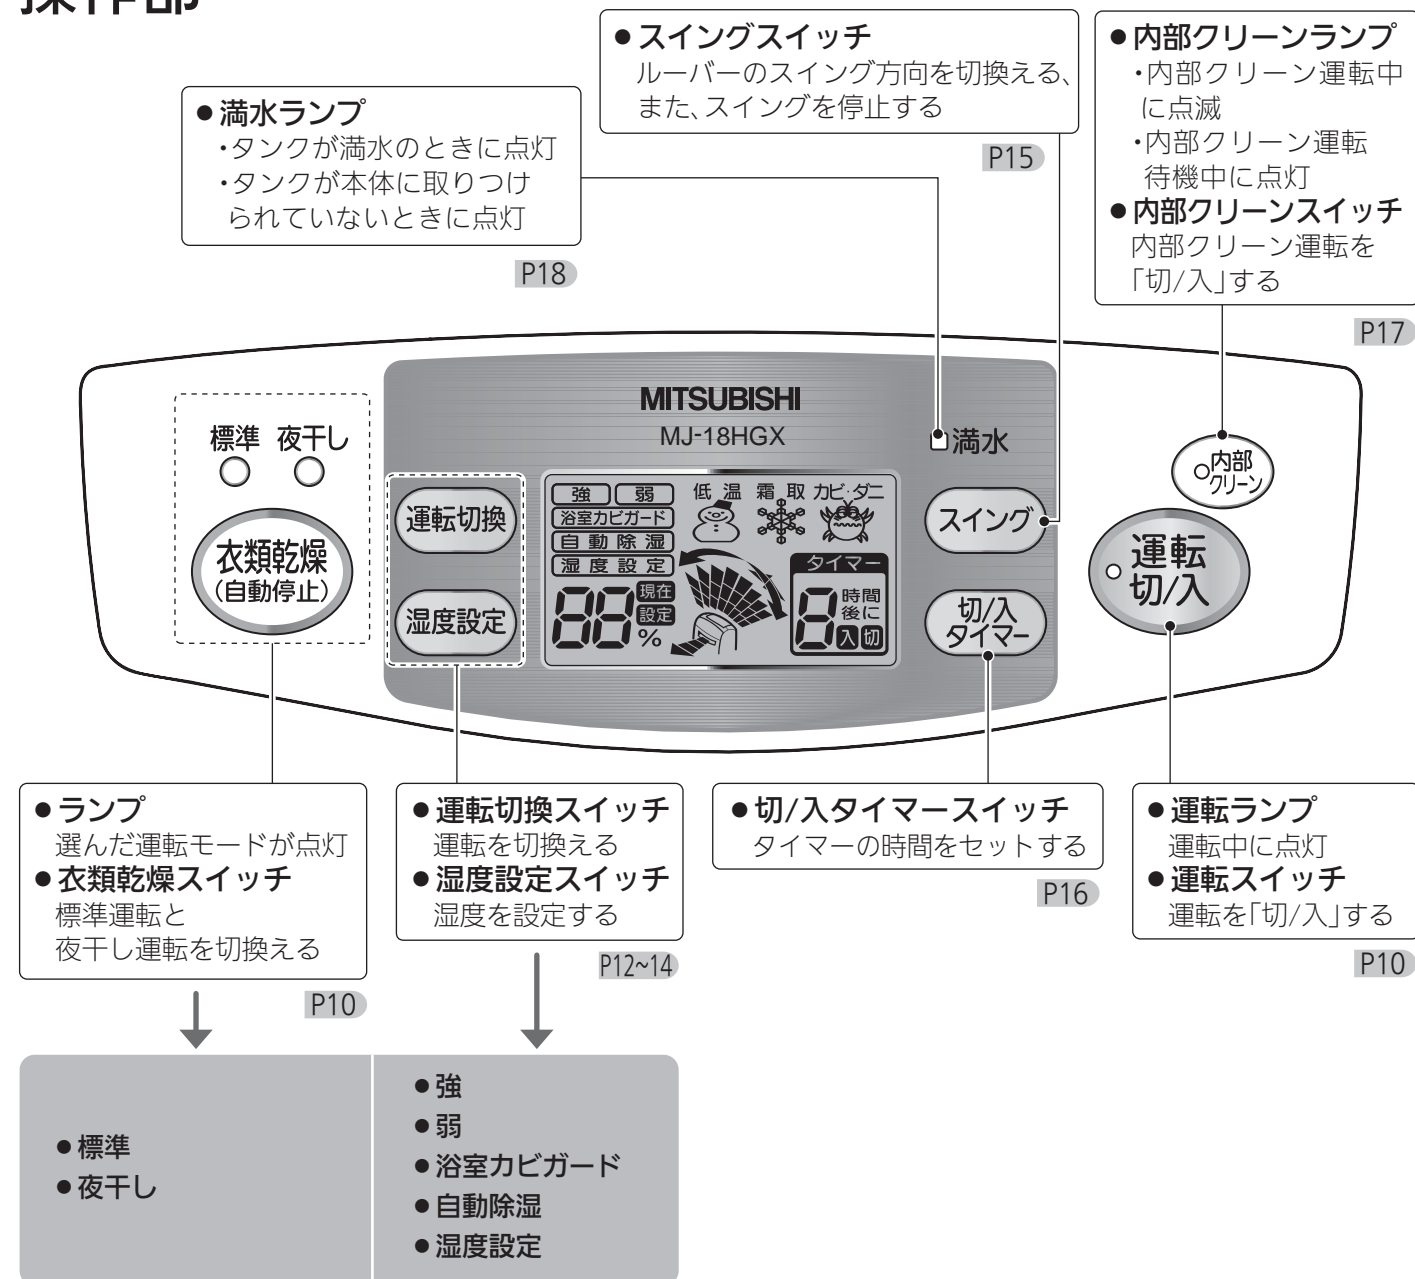 操作部
●スイングスイッチ
ルーバーのスイング方向を切換える、
また、スイングを停止する
P15
●内部クリーンランプ
・内部クリーン運転中
に点滅
・内部クリーン運転
待機中に点灯
●内部クリーンスイッチ
内部クリーン運転を
「切/入」する
P17
●満水ランプ
・タンクが満水のときに点灯
・タンクが本体に取りつけ
られていないときに点灯
P18
標準 夜干し
衣類乾燥
(自動停止)
運転切換
湿度設定
MITSUBISHI
MJ-18HGX
満水
強 弱
浴室カビガード
自動除湿
湿度設定
低温 霜取 カビ・ダニ
88 %
現在
設定
タイマー
8
時間
後に
入 切
スイング
切/入
タイマー
内部
クリーン
運転
切/入
●ランプ
選んだ運転モードが点灯
●衣類乾燥スイッチ
標準運転と
夜干し運転を切換える
P10
●運転切換スイッチ
運転を切換える
●湿度設定スイッチ
湿度を設定する
P12~14
●切/入タイマースイッチ
タイマーの時間をセットする
P16
●運転ランプ
運転中に点灯
●運転スイッチ
運転を「切/入」する
P10
●標準
●夜干し
●強
●弱
●浴室カビガード
●自動除湿
●湿度設定